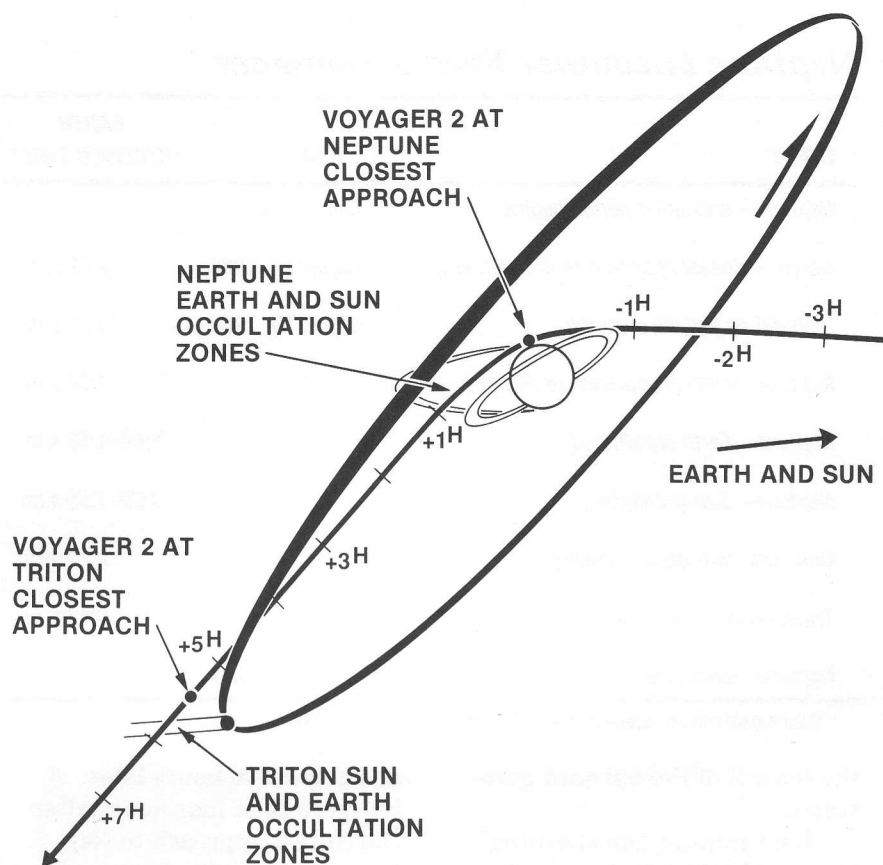 VOYAGER 2 AT
NEPTUNE
CLOSEST
APPROACH
NEPTUNE
EARTH AND SUN
OCCULTATION
ZONES
-1H
-2H
-3H
+1H
EARTH AND SUN
+3H
VOYAGER 2 AT
TRITON
CLOSEST
APPROACH
+5H
+7H
TRITON SUN
AND EARTH
OCCULTATION
ZONES